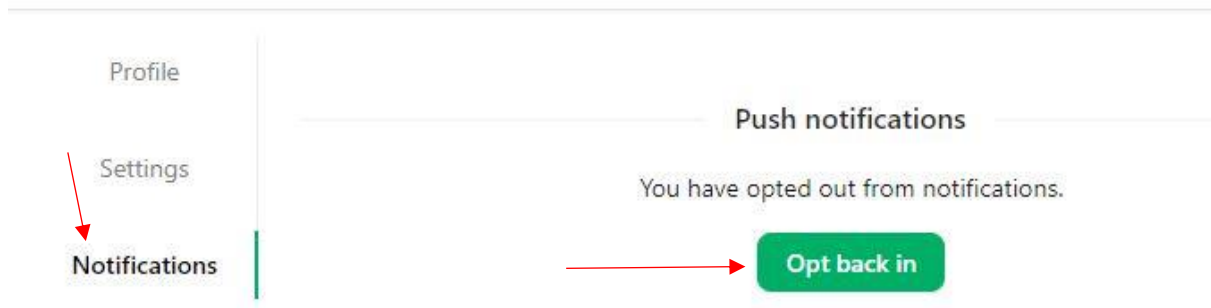 Profile
Settings
Notifications
Push notifications
You have opted out from notifications.
Opt back in